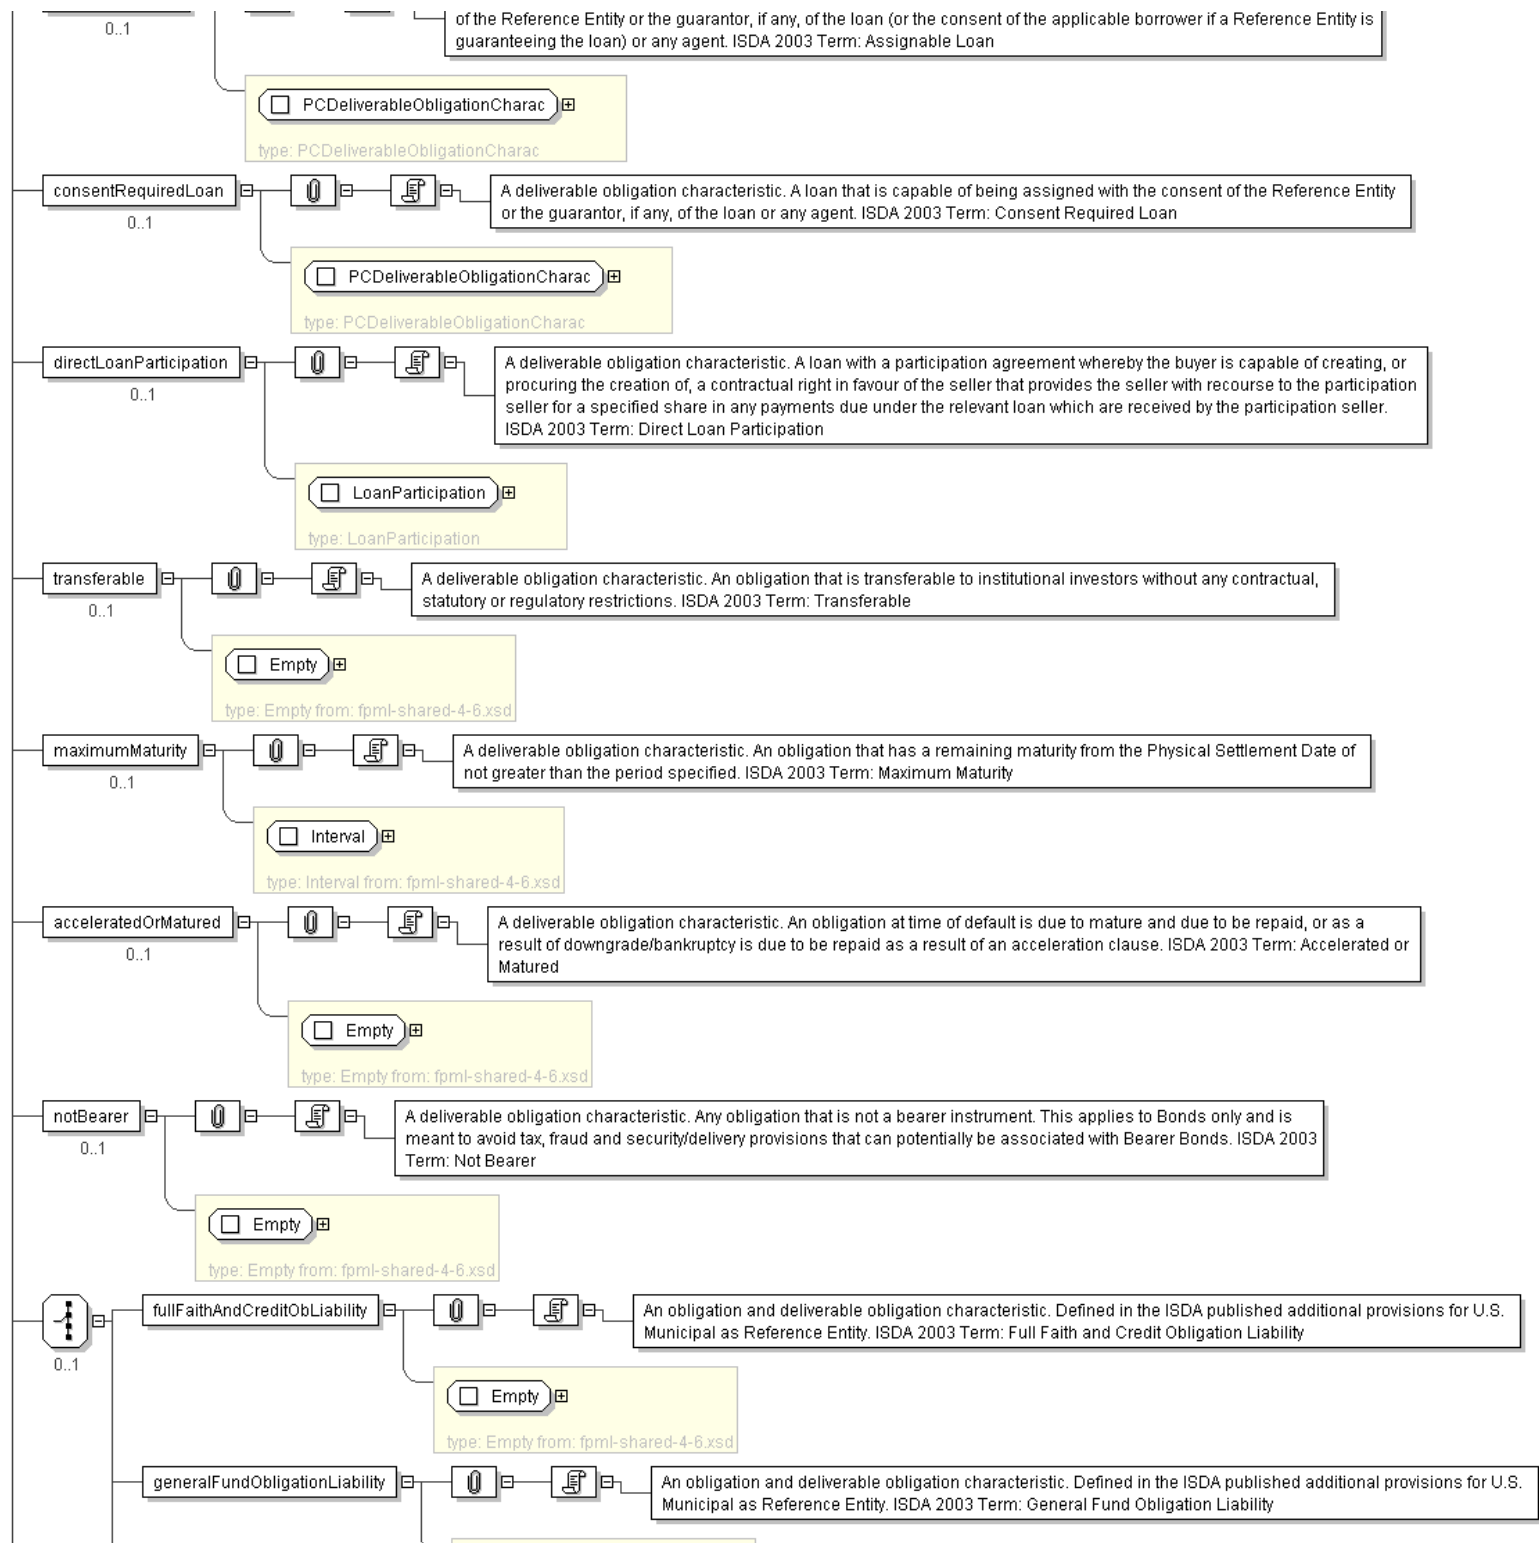 of the Reference Entity or the guarantor, if any, of the loan (or the consent of the applicable borrower if a Reference Entity is
0..1
guaranteeing the loan) or any agent. ISDA 2003 Term: Assignable Loan
PCDeliverableObligationCharac
type: PCDeliverableObligationCharac
consentRequiredLoan
0..1
A deliverable obligation characteristic. A loan that is capable of being assigned with the consent of the Reference Entity
or the guarantor, if any, of the loan or any agent. ISDA 2003 Term: Consent Required Loan
PCDeliverableObligationCharac
type: PCDeliverableObligationCharac
directLoanParticipation
0..1
A deliverable obligation characteristic. A loan with a participation agreement whereby the buyer is capable of creating, or
procuring the creation of, a contractual right in favour of the seller that provides the seller with recourse to the participation
seller for a specified share in any payments due under the relevant loan which are received by the participation seller.
ISDA 2003 Term: Direct Loan Participation
LoanParticipation
type: LoanParticipation
transferable
0..1
A deliverable obligation characteristic. An obligation that is transferable to institutional investors without any contractual,
statutory or regulatory restrictions. ISDA 2003 Term: Transferable
Empty
type: Empty from: fpml-shared-4-6.xsd
maximumMaturity
0..1
A deliverable obligation characteristic. An obligation that has a remaining maturity from the Physical Settlement Date of
not greater than the period specified. ISDA 2003 Term: Maximum Maturity
Interval
type: Interval from: fpml-shared-4-6.xsd
acceleratedOrMatured
0..1
A deliverable obligation characteristic. An obligation at time of default is due to mature and due to be repaid, or as a
result of downgrade/bankruptcy is due to be repaid as a result of an acceleration clause. ISDA 2003 Term: Accelerated or
Matured
Empty
type: Empty from: fpml-shared-4-6.xsd
notBearer
0..1
A deliverable obligation characteristic. Any obligation that is not a bearer instrument. This applies to Bonds only and is
meant to avoid tax, fraud and security/delivery provisions that can potentially be associated with Bearer Bonds. ISDA 2003
Term: Not Bearer
Empty
type: Empty from: fpml-shared-4-6.xsd
0..1
fullFaithAndCreditObLiability
An obligation and deliverable obligation characteristic. Defined in the ISDA published additional provisions for U.S.
Municipal as Reference Entity. ISDA 2003 Term: Full Faith and Credit Obligation Liability
Empty
type: Empty from: fpml-shared-4-6.xsd
generalFundObligationLiability
An obligation and deliverable obligation characteristic. Defined in the ISDA published additional provisions for U.S.
Municipal as Reference Entity. ISDA 2003 Term: General Fund Obligation Liability